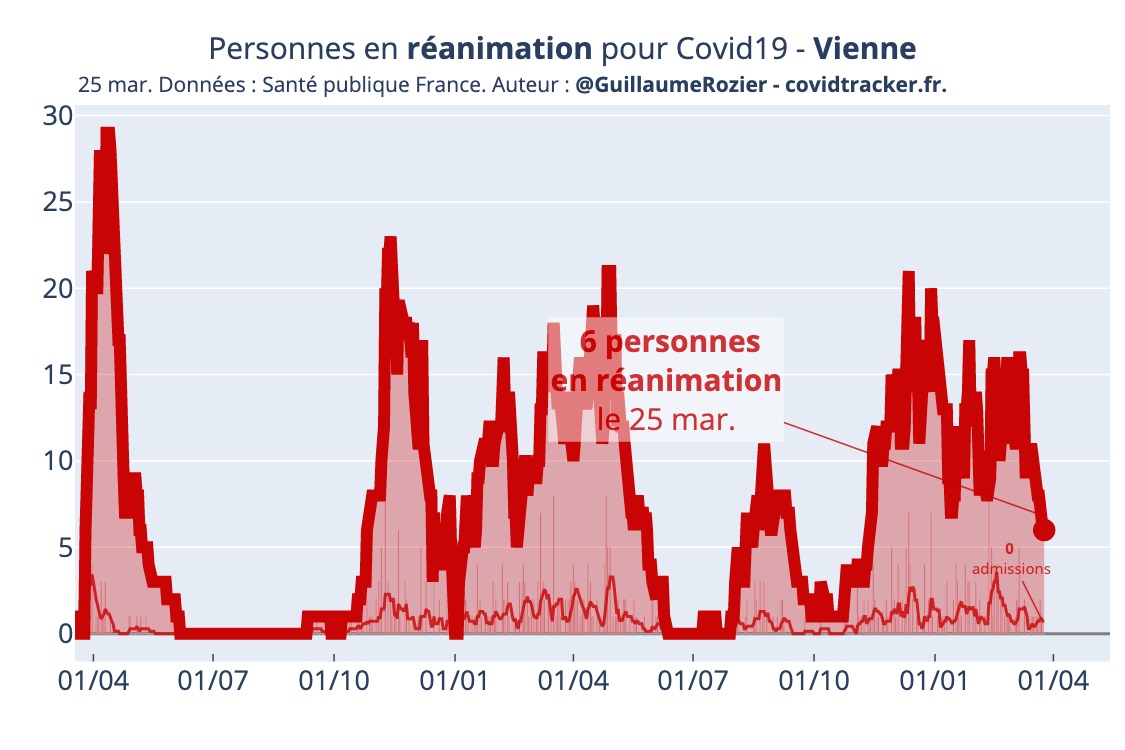 Personnes en réanimation pour Covid19 - Vienne
25 mar. Données : Santé publique France. Auteur : @GuillaumeRozier - covidtracker.fr.
30
25
20
15
10
5
0
6 personnes
en réanimation
le 25 mar.
0
admissions
01/04
01/07
01/10
01/01
01/04
01/07
01/10
01/01
01/04